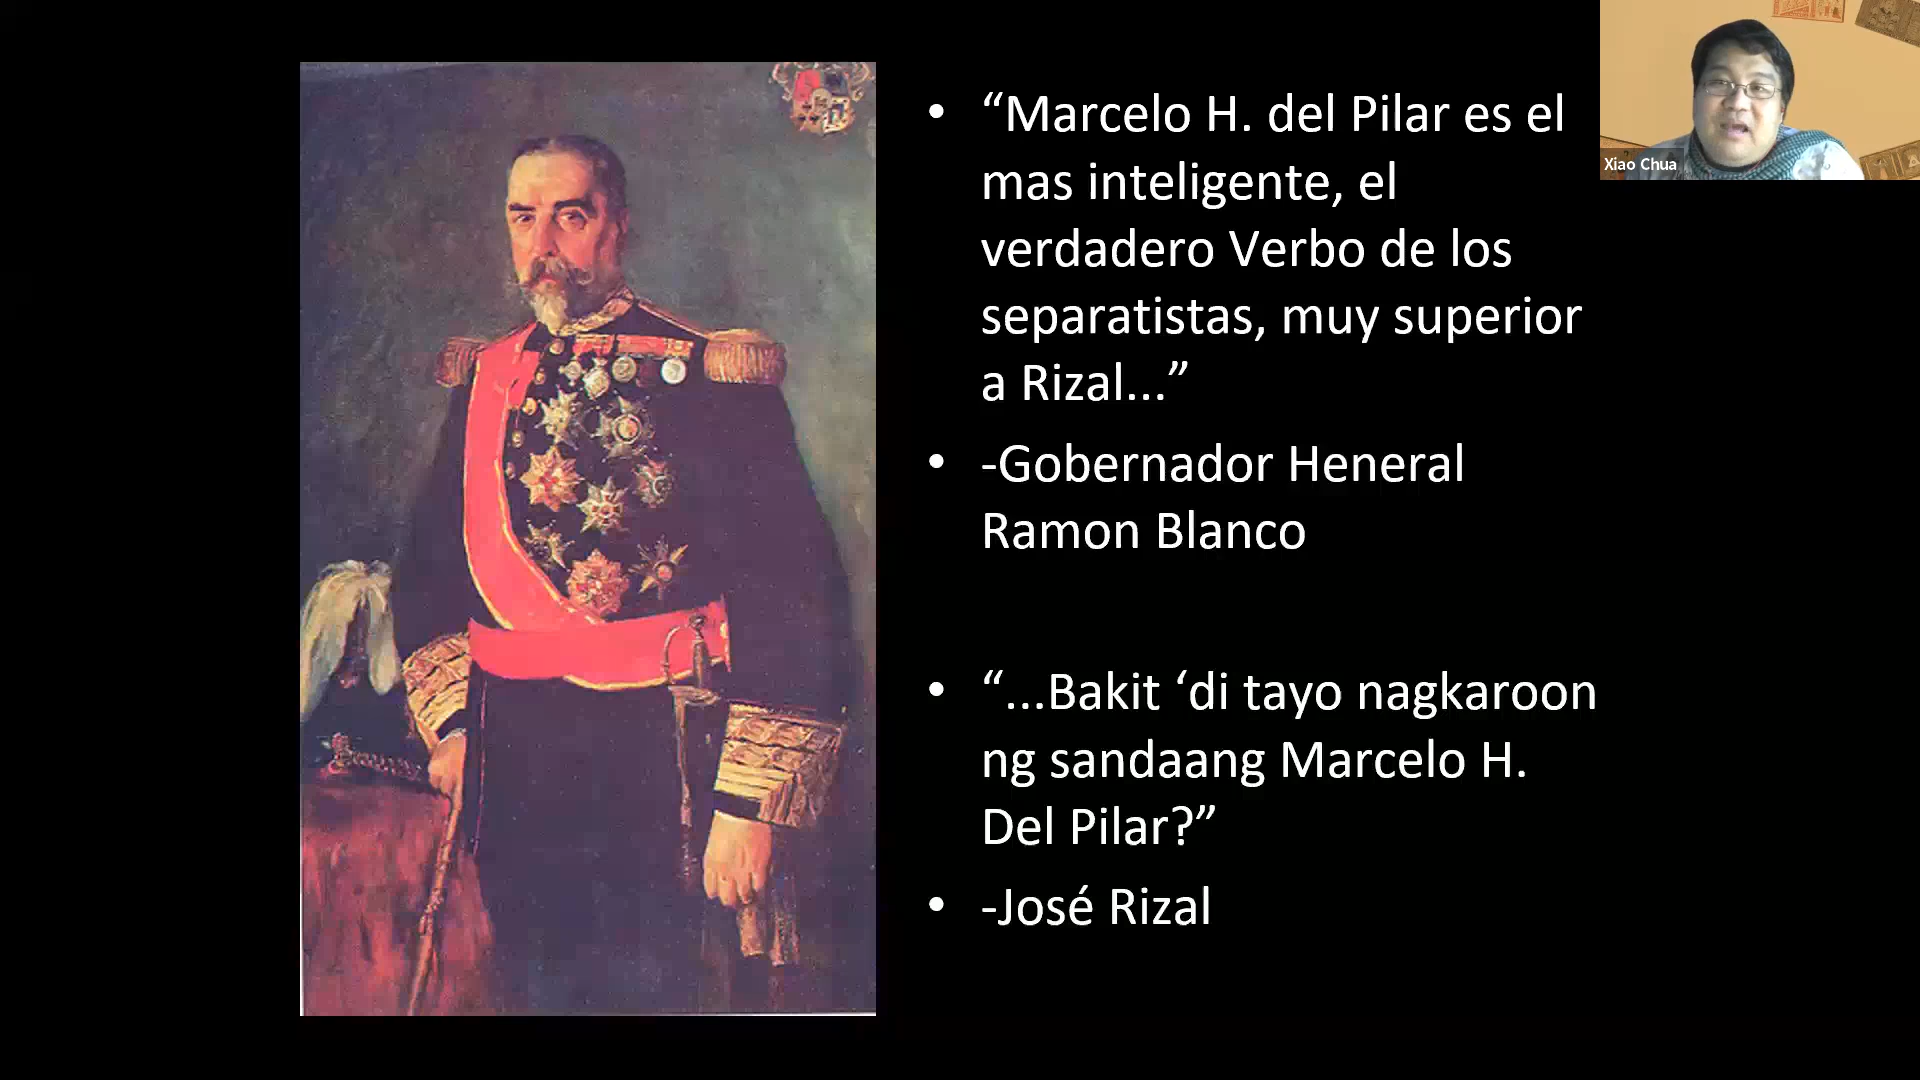 • “Marcelo H. del Pilar es el
mas inteligente, el
verdadero Verbo de los
separatistas, muy superior
a Rizal...”
• -Gobernador Heneral
Ramon Blanco
• “...Bakit ‘di tayo nagkaroon
ng sandaang Marcelo H.
Del Pilar?”
• -José Rizal
Xiao Chua